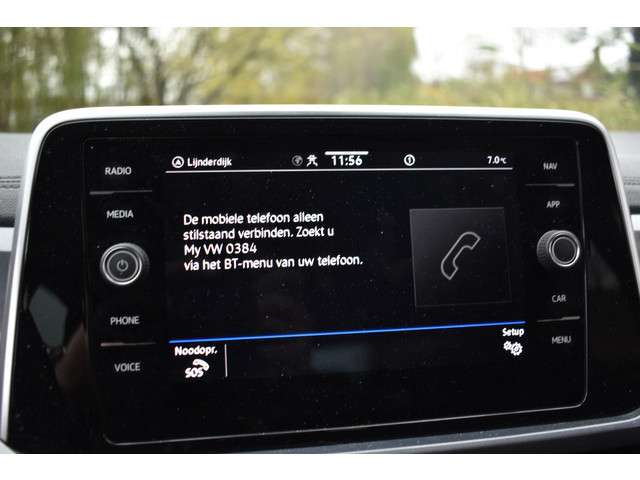 RADIO
MEDIA
PHONE
VOICE
Lijnderdijk 11:56 1 7.0°C
De mobiele telefoon alleen
stilstaand verbinden. Zoekt u
My VW 0384
via het BT-menu van uw telefoon.
Noodopr.
SOS
Setup
NAV
APP
CAR
MENU